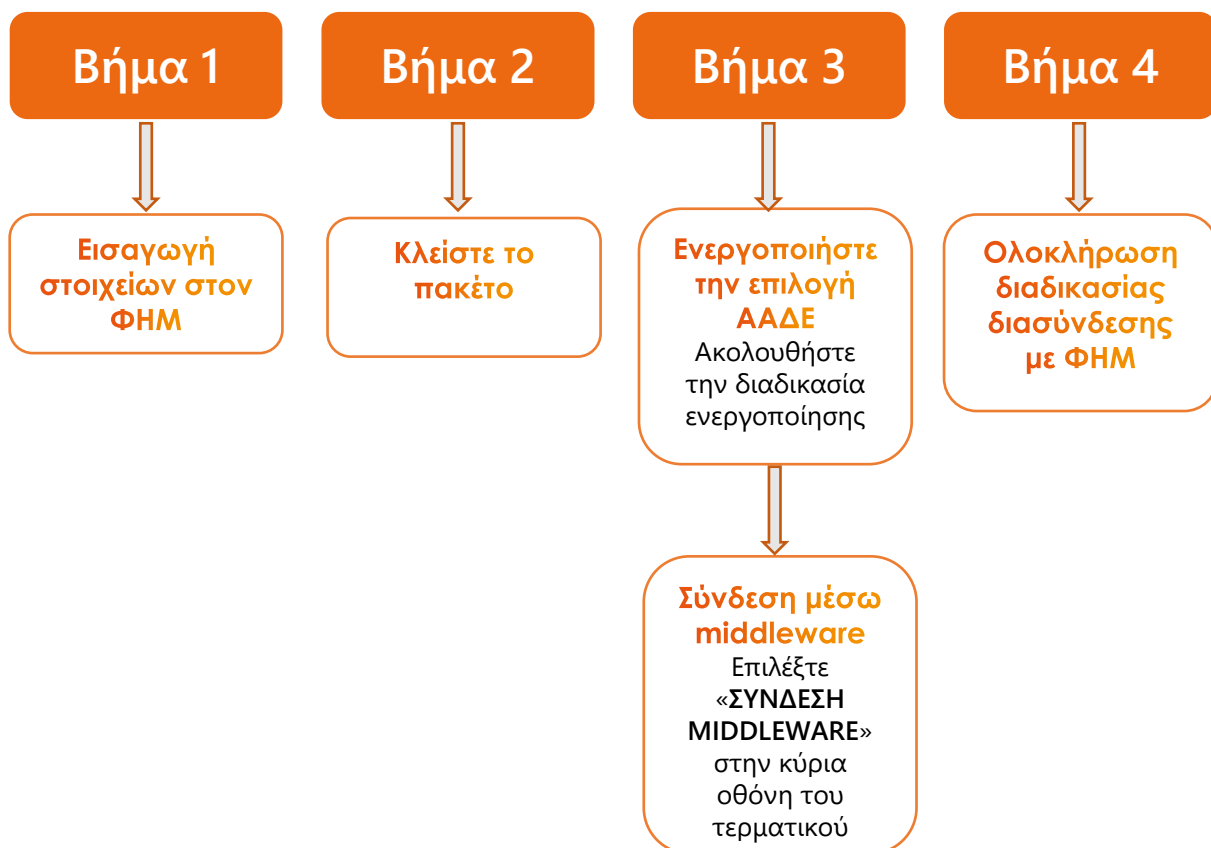 Βήμα 1
Βήμα 2
Βήμα 3
Βήμα 4
Εισαγωγή
στοιχείων στον
ΦΗΜ
Κλείστε το
πακέτο
Ενεργοποιήστε
την επιλογή
ΑΑΔΕ
Ακολουθήστε
την διαδικασία
ενεργοποίησης
Ολοκλήρωση
διαδικασίας
διασύνδεσης
με ΦΗΜ
Σύνδεση μέσω
middleware
Επιλέξτε
«ΣΥΝΔΕΣΗ
MIDDLEWARE»
στην κύρια
οθόνη του
τερματικού